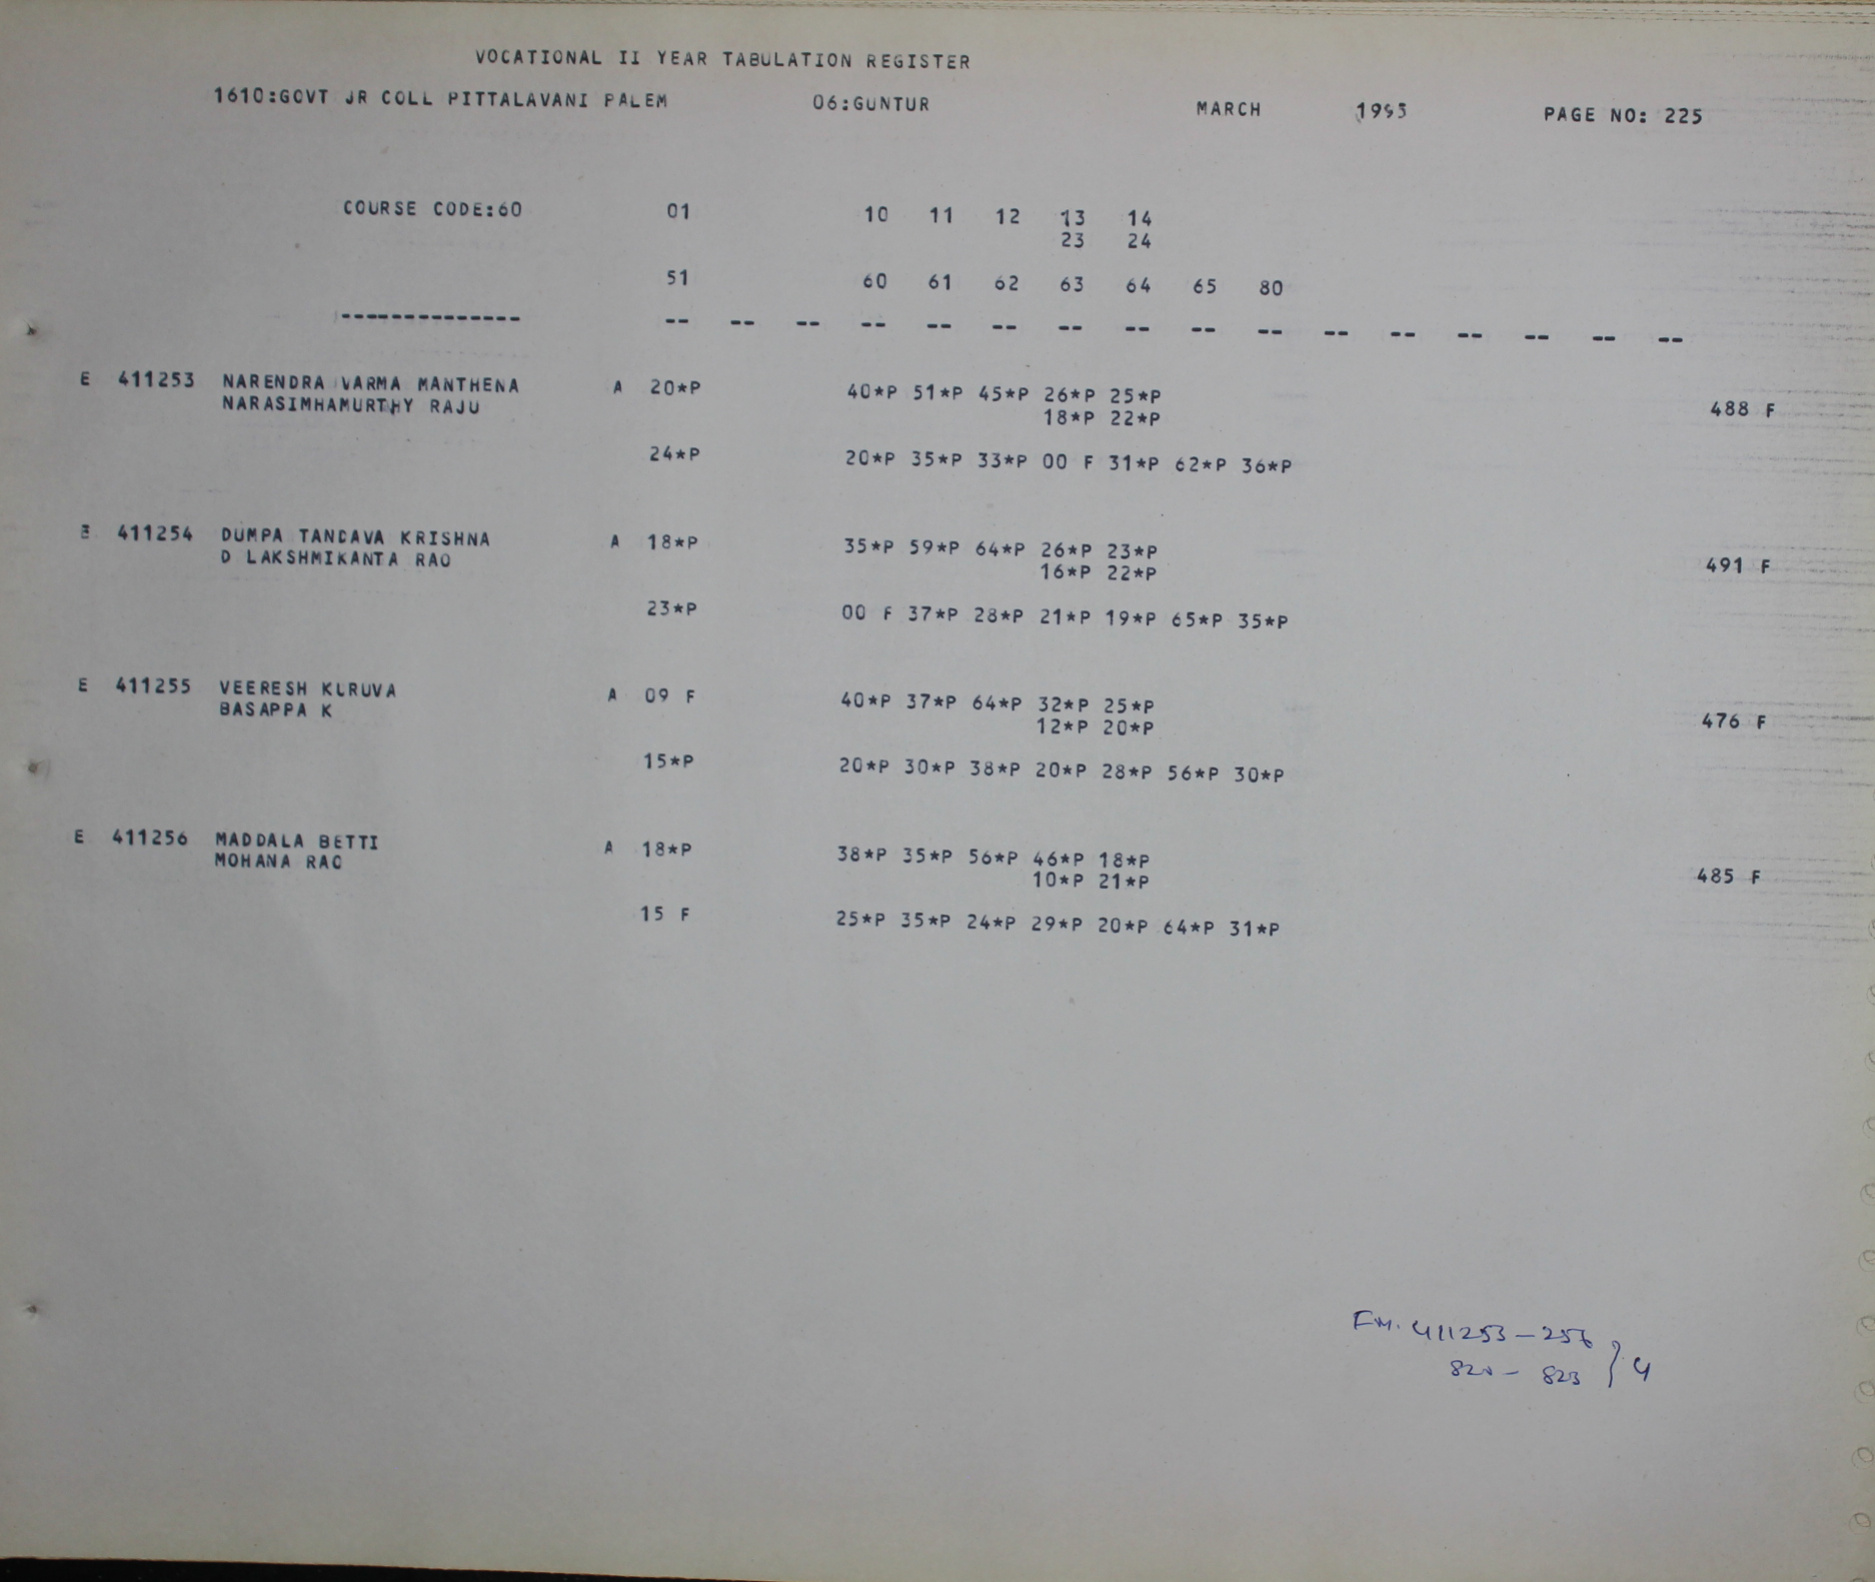 VOCATIONAL II YEAR TABULATION REGISTER
1610:GOVT JR COLL PITTALAVANI PALEM 06:GUNTUR MARCH 1995 PAGE NO: 225
COURSE CODE:60 01 10 11 12 13 14
23 24
51 60 61 62 63 64 65 80
-------------- -- -- -- -- -- -- -- -- -- -- -- -- -- -- -- --
E 411253 NARENDRA VARMA MANTHENA A 20*P 40*P 51*P 45*P 26*P 25*P
NARASIMHAMURTHY RAJU 18*P 22*P 488 F
24*P 20*P 35*P 33*P 00 F 31*P 62*P 36*P
E 411254 DUMPA TANDAVA KRISHNA A 18*P 35*P 59*P 64*P 26*P 23*P
D LAKSHMIKANTA RAO 16*P 22*P 491 F
23*P 00 F 37*P 28*P 21*P 19*P 65*P 35*P
E 411255 VEERESH KURUVA A 09 F 40*P 37*P 64*P 32*P 25*P
BASAPPA K 12*P 20*P 476 F
15*P 20*P 30*P 38*P 20*P 28*P 56*P 30*P
E 411256 MADDALA BETTI A 18*P 38*P 35*P 56*P 46*P 18*P
MOHANA RAO 10*P 21*P 485 F
15 F 25*P 35*P 24*P 29*P 20*P 64*P 31*P
411253-256
820 - 823 } 4